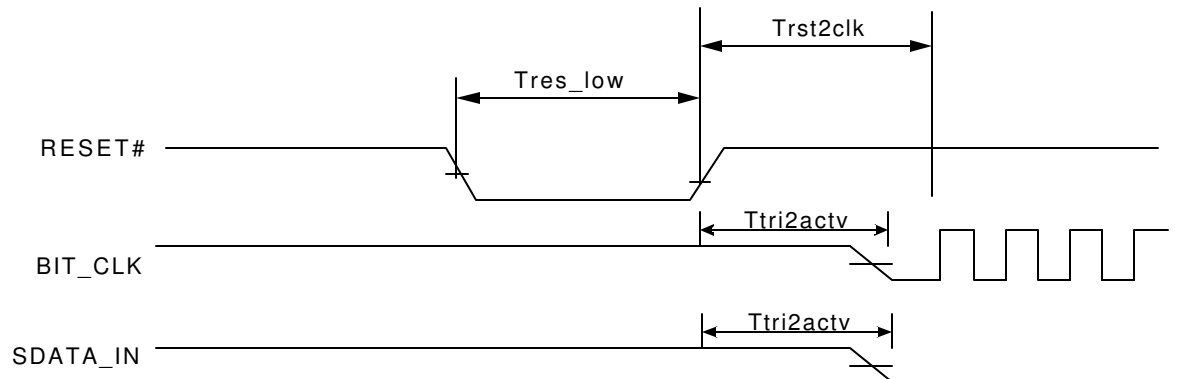 Trst2clk
Tres_low
RESET#
Ttri2actv
BIT_CLK
Ttri2actv
SDATA_IN